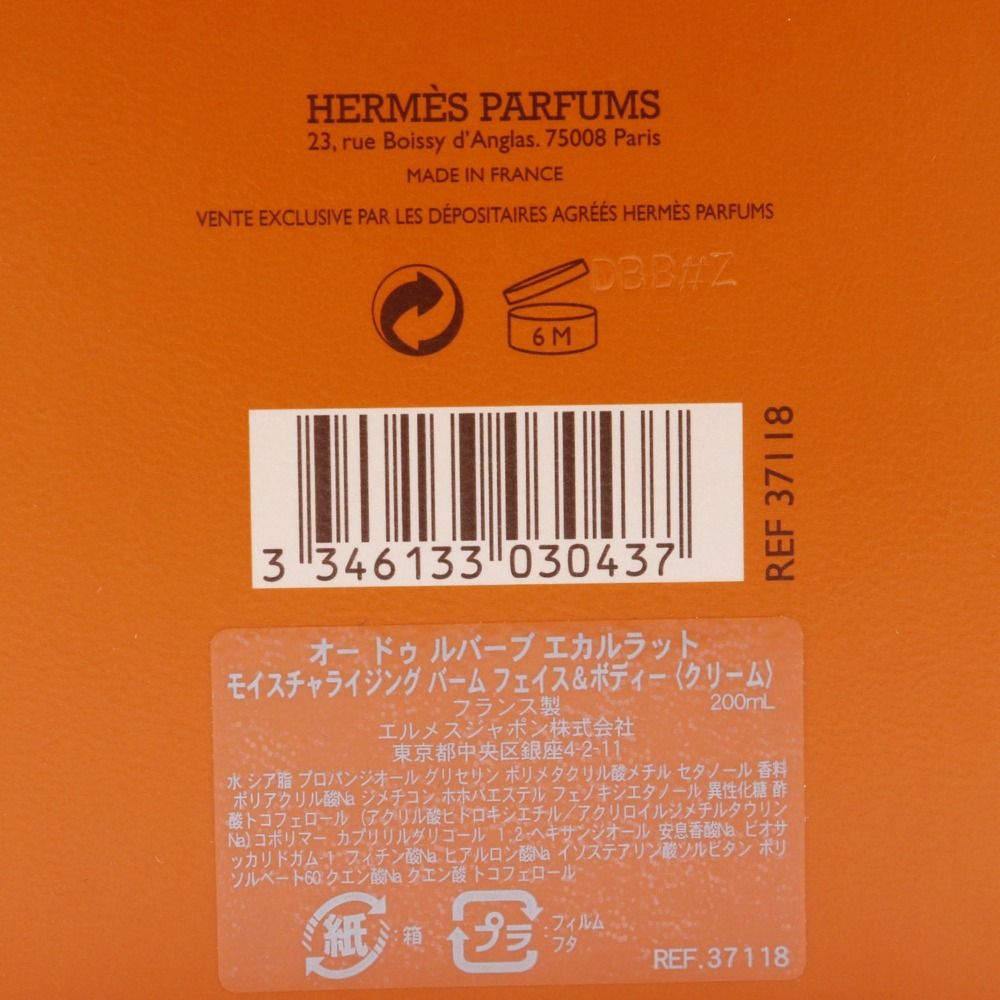 HERMÈS PARFUMS
23, rue Boissy d'Anglas. 75008 Paris
MADE IN FRANCE
VENTE EXCLUSIVE PAR LES DÉPOSITAIRES AGRÉÉS HERMÈS PARFUMS
DBB#Z
6 M
3 346133 030437
REF 37118
オー ドゥ ルバーブ エカルラット
モイスチャライジング バーム フェイス&ボディー〈クリーム〉
200mL
フランス製
エルメスジャポン株式会社
東京都中央区銀座4-2-11
水 シア脂 プロパンジオール グリセリン ポリメタクリル酸メチル セタノール 香料
ポリアクリル酸Na ジメチコン ホホバエステル フェノキシエタノール 異性化糖 酢
酸トコフェロール (アクリル酸ヒドロキシエチル/アクリロイルジメチルタウリン
Na)コポリマー カプリリルグリコール 1,2-ヘキサンジオール 安息香酸Na ビオサ
ッカリドガム-1 フィチン酸Na ヒアルロン酸Na イソステアリン酸ソルビタン ポリ
ソルベート60 クエン酸Na クエン酸 トコフェロール
紙 :箱
プラ :フィルム
フタ
REF.37118